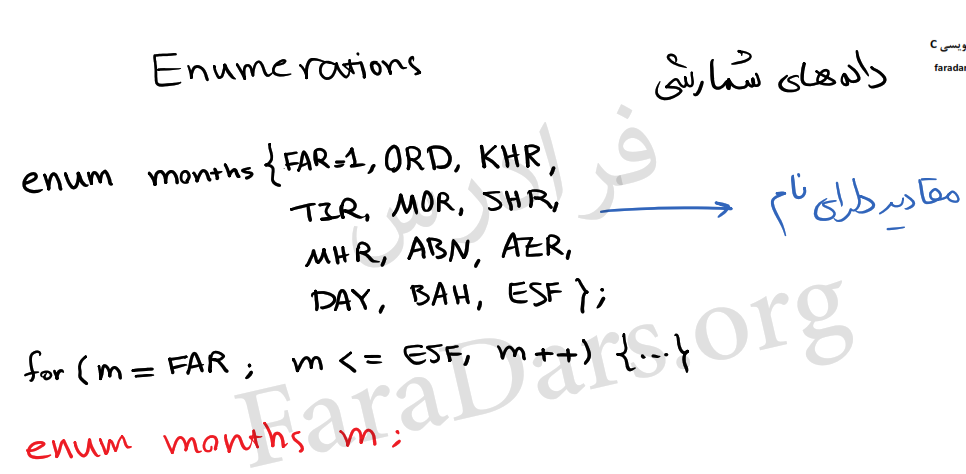 ویسی C
faradar
Enumerations
داده‌های شمارشی
enum months {FAR=1, ORD, KHR,
TIR, MOR, SHR,
MHR, ABN, AZR,
DAY, BAH, ESF };
مقادیر دارای نام
for (m = FAR ; m <= ESF, m++) {...}
enum months m ;
فرادرس
FaraDars.org